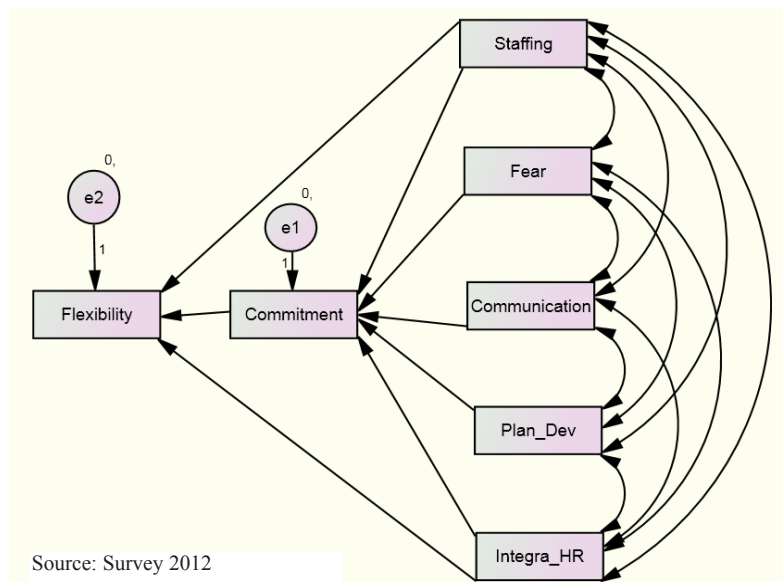 Staffing
0,
e2
Fear
0,
e1
1
1
Communication
Flexibility
Commitment
Plan_Dev
Integra_HR
Source: Survey 2012